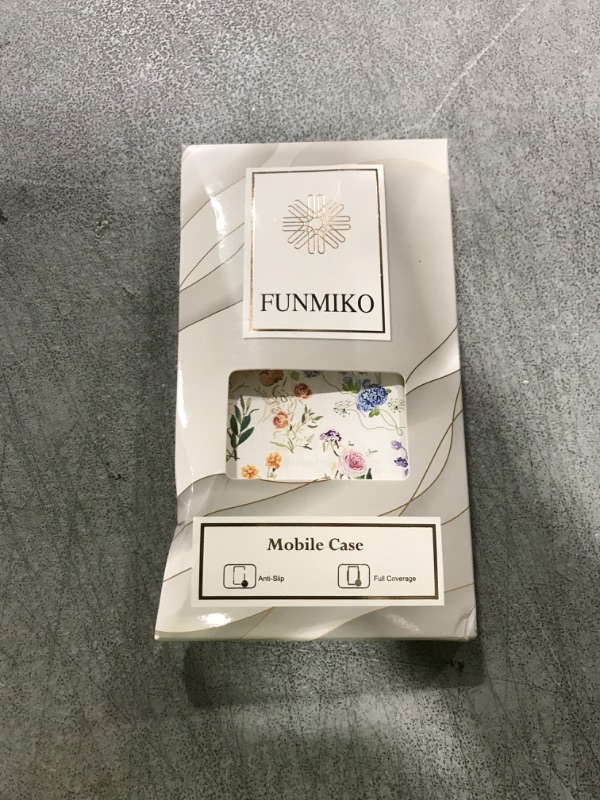 FUNMIKO
Mobile Case
Anti-Slip Full Coverage